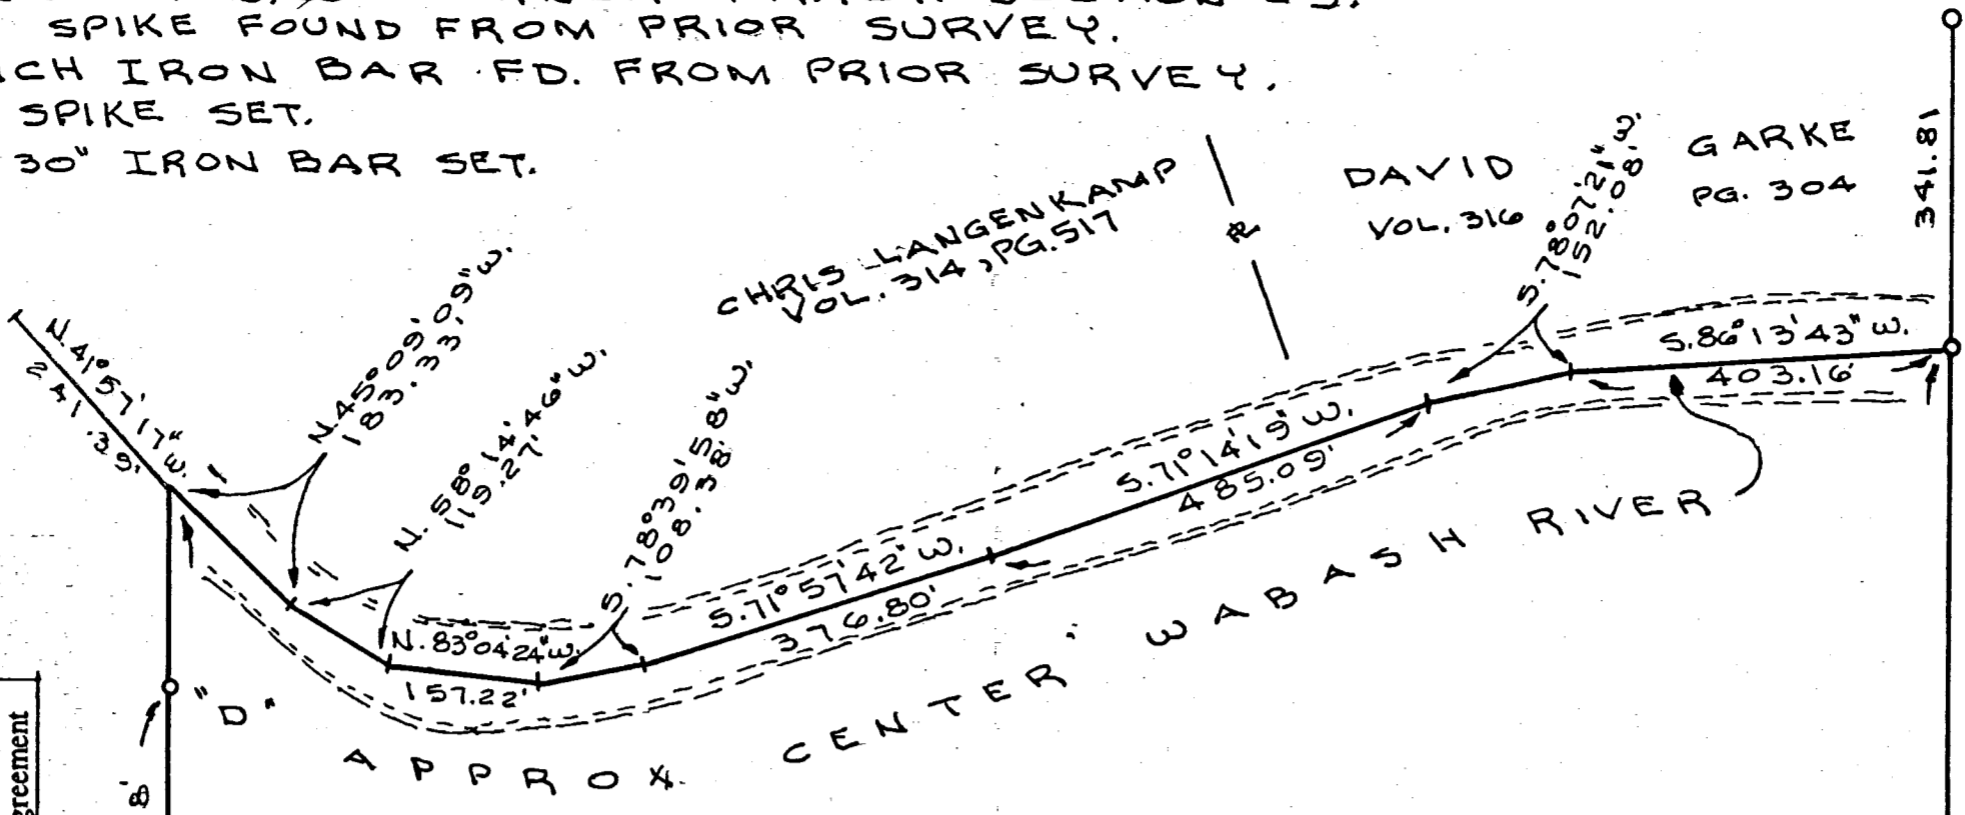 SPIKE FOUND FROM PRIOR SURVEY.
IRON BAR FD. FROM PRIOR SURVEY.
SPIKE SET.
30" IRON BAR SET.
CHRIS LANGENKAMP
VOL. 314, PG. 517
DAVID GARKE
VOL. 316 PG. 304
341.81
N. 41° 57' 17" W.
241.39'
N. 45° 09' 09" W.
183.33'
N. 58° 14' 46" W.
119.27'
N. 83° 04' 24" W.
157.22'
S. 78° 39' 58" W.
108.38'
S. 71° 57' 42" W.
376.80'
S. 71° 14' 19" W.
485.09'
S. 78° 07' 21" W.
152.08'
S. 86° 13' 43" W.
403.16'
APPROX. CENTER WABASH RIVER
"D"